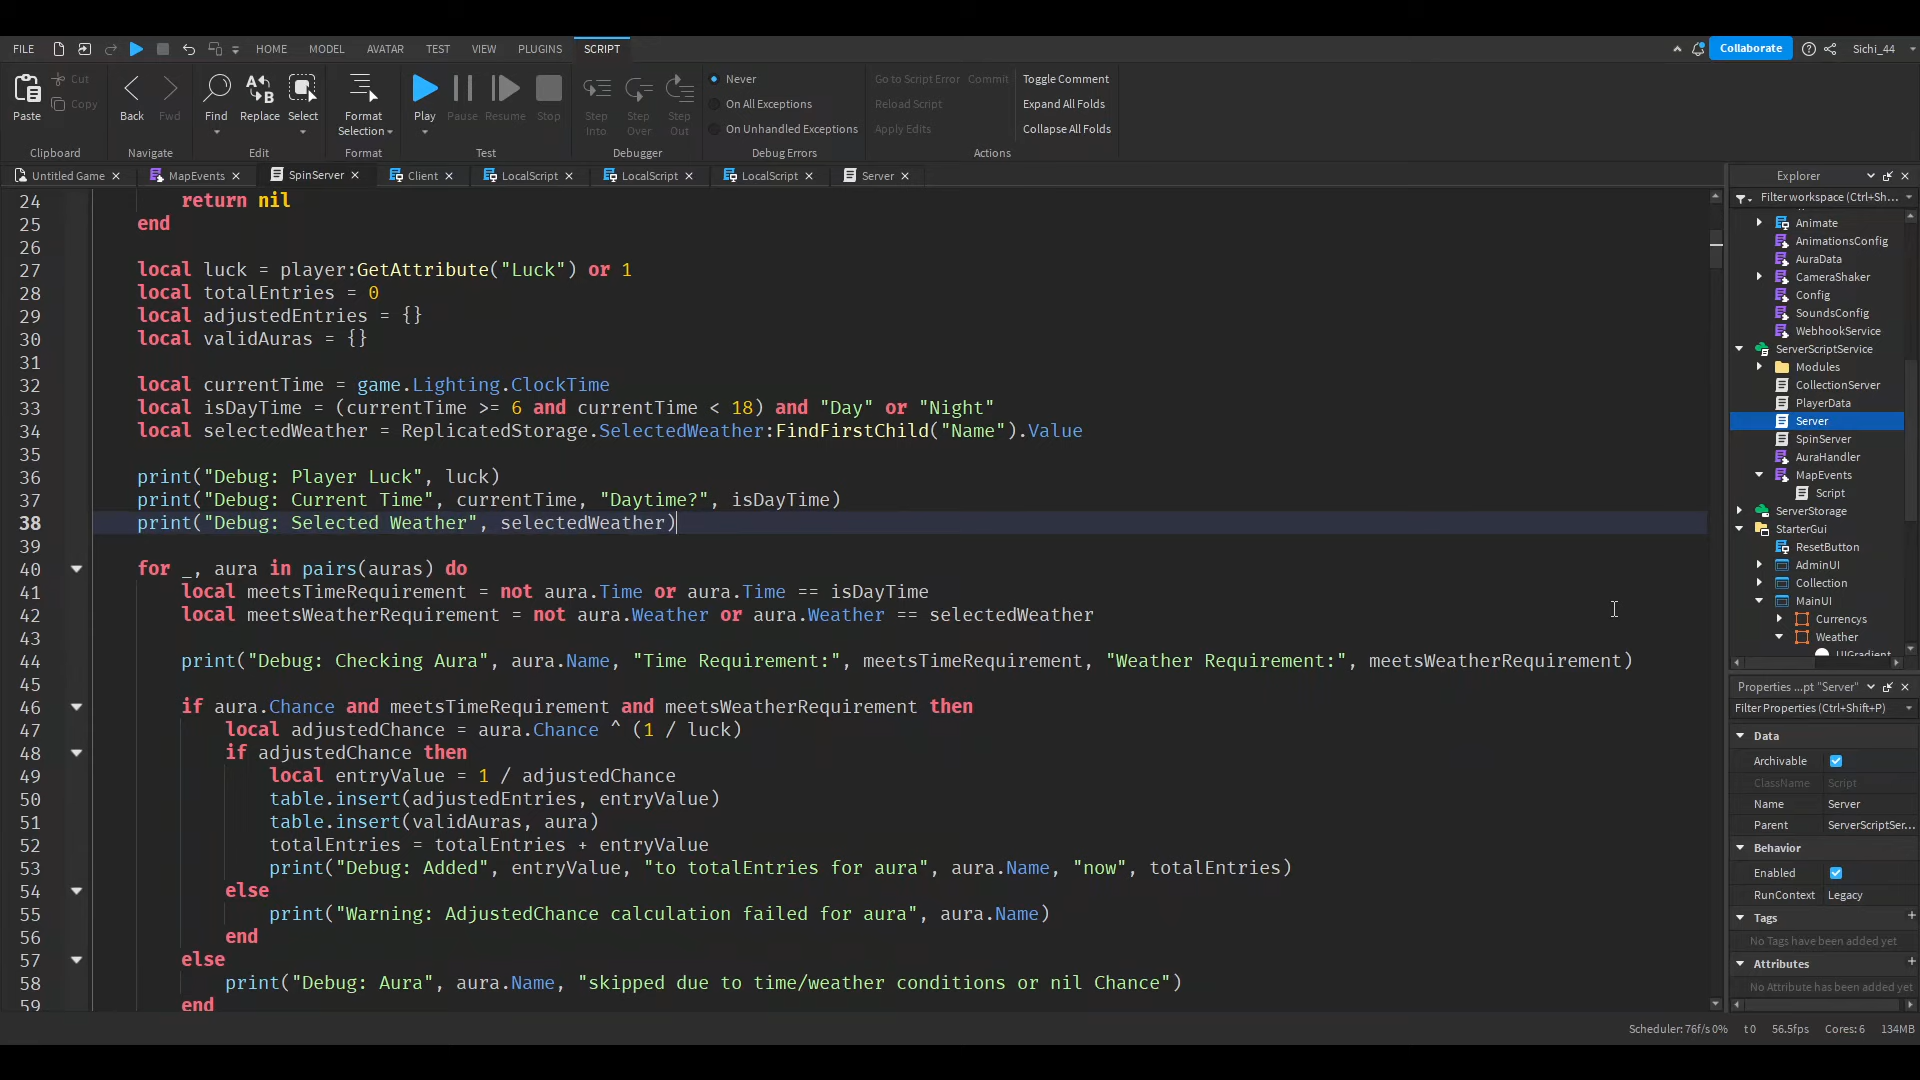 FILE HOME MODEL AVATAR TEST VIEW PLUGINS SCRIPT Collaborate Sichi_44
Paste Cut Copy Back Fwd Find Replace Select Format Selection Play Pause Resume Stop Step Into Step Over Step Out
Never On All Exceptions On Unhandled Exceptions
Go to Script Error Commit Reload Script Apply Edits
Toggle Comment Expand All Folds Collapse All Folds
Clipboard Navigate Edit Format Test Debugger Debug Errors Actions
Untitled Game MapEvents SpinServer Client LocalScript LocalScript LocalScript Server
24 return nil
25 end
26
27 local luck = player:GetAttribute("Luck") or 1
28 local totalEntries = 0
29 local adjustedEntries = {}
30 local validAuras = {}
31
32 local currentTime = game.Lighting.ClockTime
33 local isDayTime = (currentTime >= 6 and currentTime < 18) and "Day" or "Night"
34 local selectedWeather = ReplicatedStorage.SelectedWeather:FindFirstChild("Name").Value
35
36 print("Debug: Player Luck", luck)
37 print("Debug: Current Time", currentTime, "Daytime?", isDayTime)
38 print("Debug: Selected Weather", selectedWeather)
39
40 for _, aura in pairs(auras) do
41 local meetsTimeRequirement = not aura.Time or aura.Time == isDayTime
42 local meetsWeatherRequirement = not aura.Weather or aura.Weather == selectedWeather
43
44 print("Debug: Checking Aura", aura.Name, "Time Requirement:", meetsTimeRequirement, "Weather Requirement:", meetsWeatherRequirement)
45
46 if aura.Chance and meetsTimeRequirement and meetsWeatherRequirement then
47 local adjustedChance = aura.Chance ^ (1 / luck)
48 if adjustedChance then
49 local entryValue = 1 / adjustedChance
50 table.insert(adjustedEntries, entryValue)
51 table.insert(validAuras, aura)
52 totalEntries = totalEntries + entryValue
53 print("Debug: Added", entryValue, "to totalEntries for aura", aura.Name, "now", totalEntries)
54 else
55 print("Warning: AdjustedChance calculation failed for aura", aura.Name)
56 end
57 else
58 print("Debug: Aura", aura.Name, "skipped due to time/weather conditions or nil Chance")
59 end
Explorer
Filter workspace (Ctrl+Sh...
Animate
AnimationsConfig
AuraData
CameraShaker
Config
SoundsConfig
WebhookService
ServerScriptService
Modules
CollectionServer
PlayerData
Server
SpinServer
AuraHandler
MapEvents
Script
ServerStorage
StarterGui
ResetButton
AdminUI
Collection
MainUI
Currencys
Weather
UIGradient
Properties ...pt "Server"
Filter Properties (Ctrl+Shift+P)
Data
Archivable
ClassName Script
Name Server
Parent ServerScriptSer...
Behavior
Enabled
RunContext Legacy
Tags
No Tags have been added yet
Attributes
No Attribute has been added yet
Scheduler: 76f/s 0% t 0 56.5fps Cores: 6 134MB